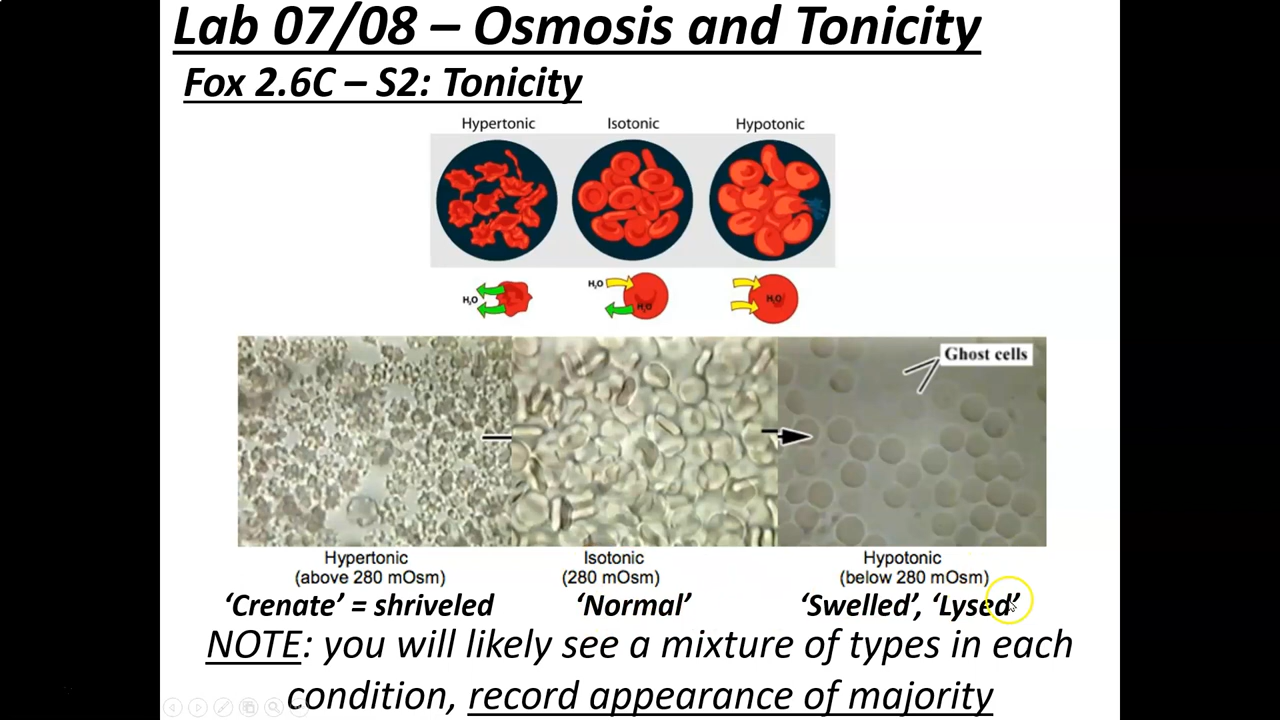 Lab 07/08 – Osmosis and Tonicity
Fox 2.6C – S2: Tonicity
Hypertonic Isotonic Hypotonic
H₂O H₂O H₂O H₂O
Ghost cells
Hypertonic Isotonic Hypotonic
(above 280 mOsm) (280 mOsm) (below 280 mOsm)
‘Crenate’ = shriveled ‘Normal’ ‘Swelled’, ‘Lysed’
NOTE: you will likely see a mixture of types in each
condition, record appearance of majority